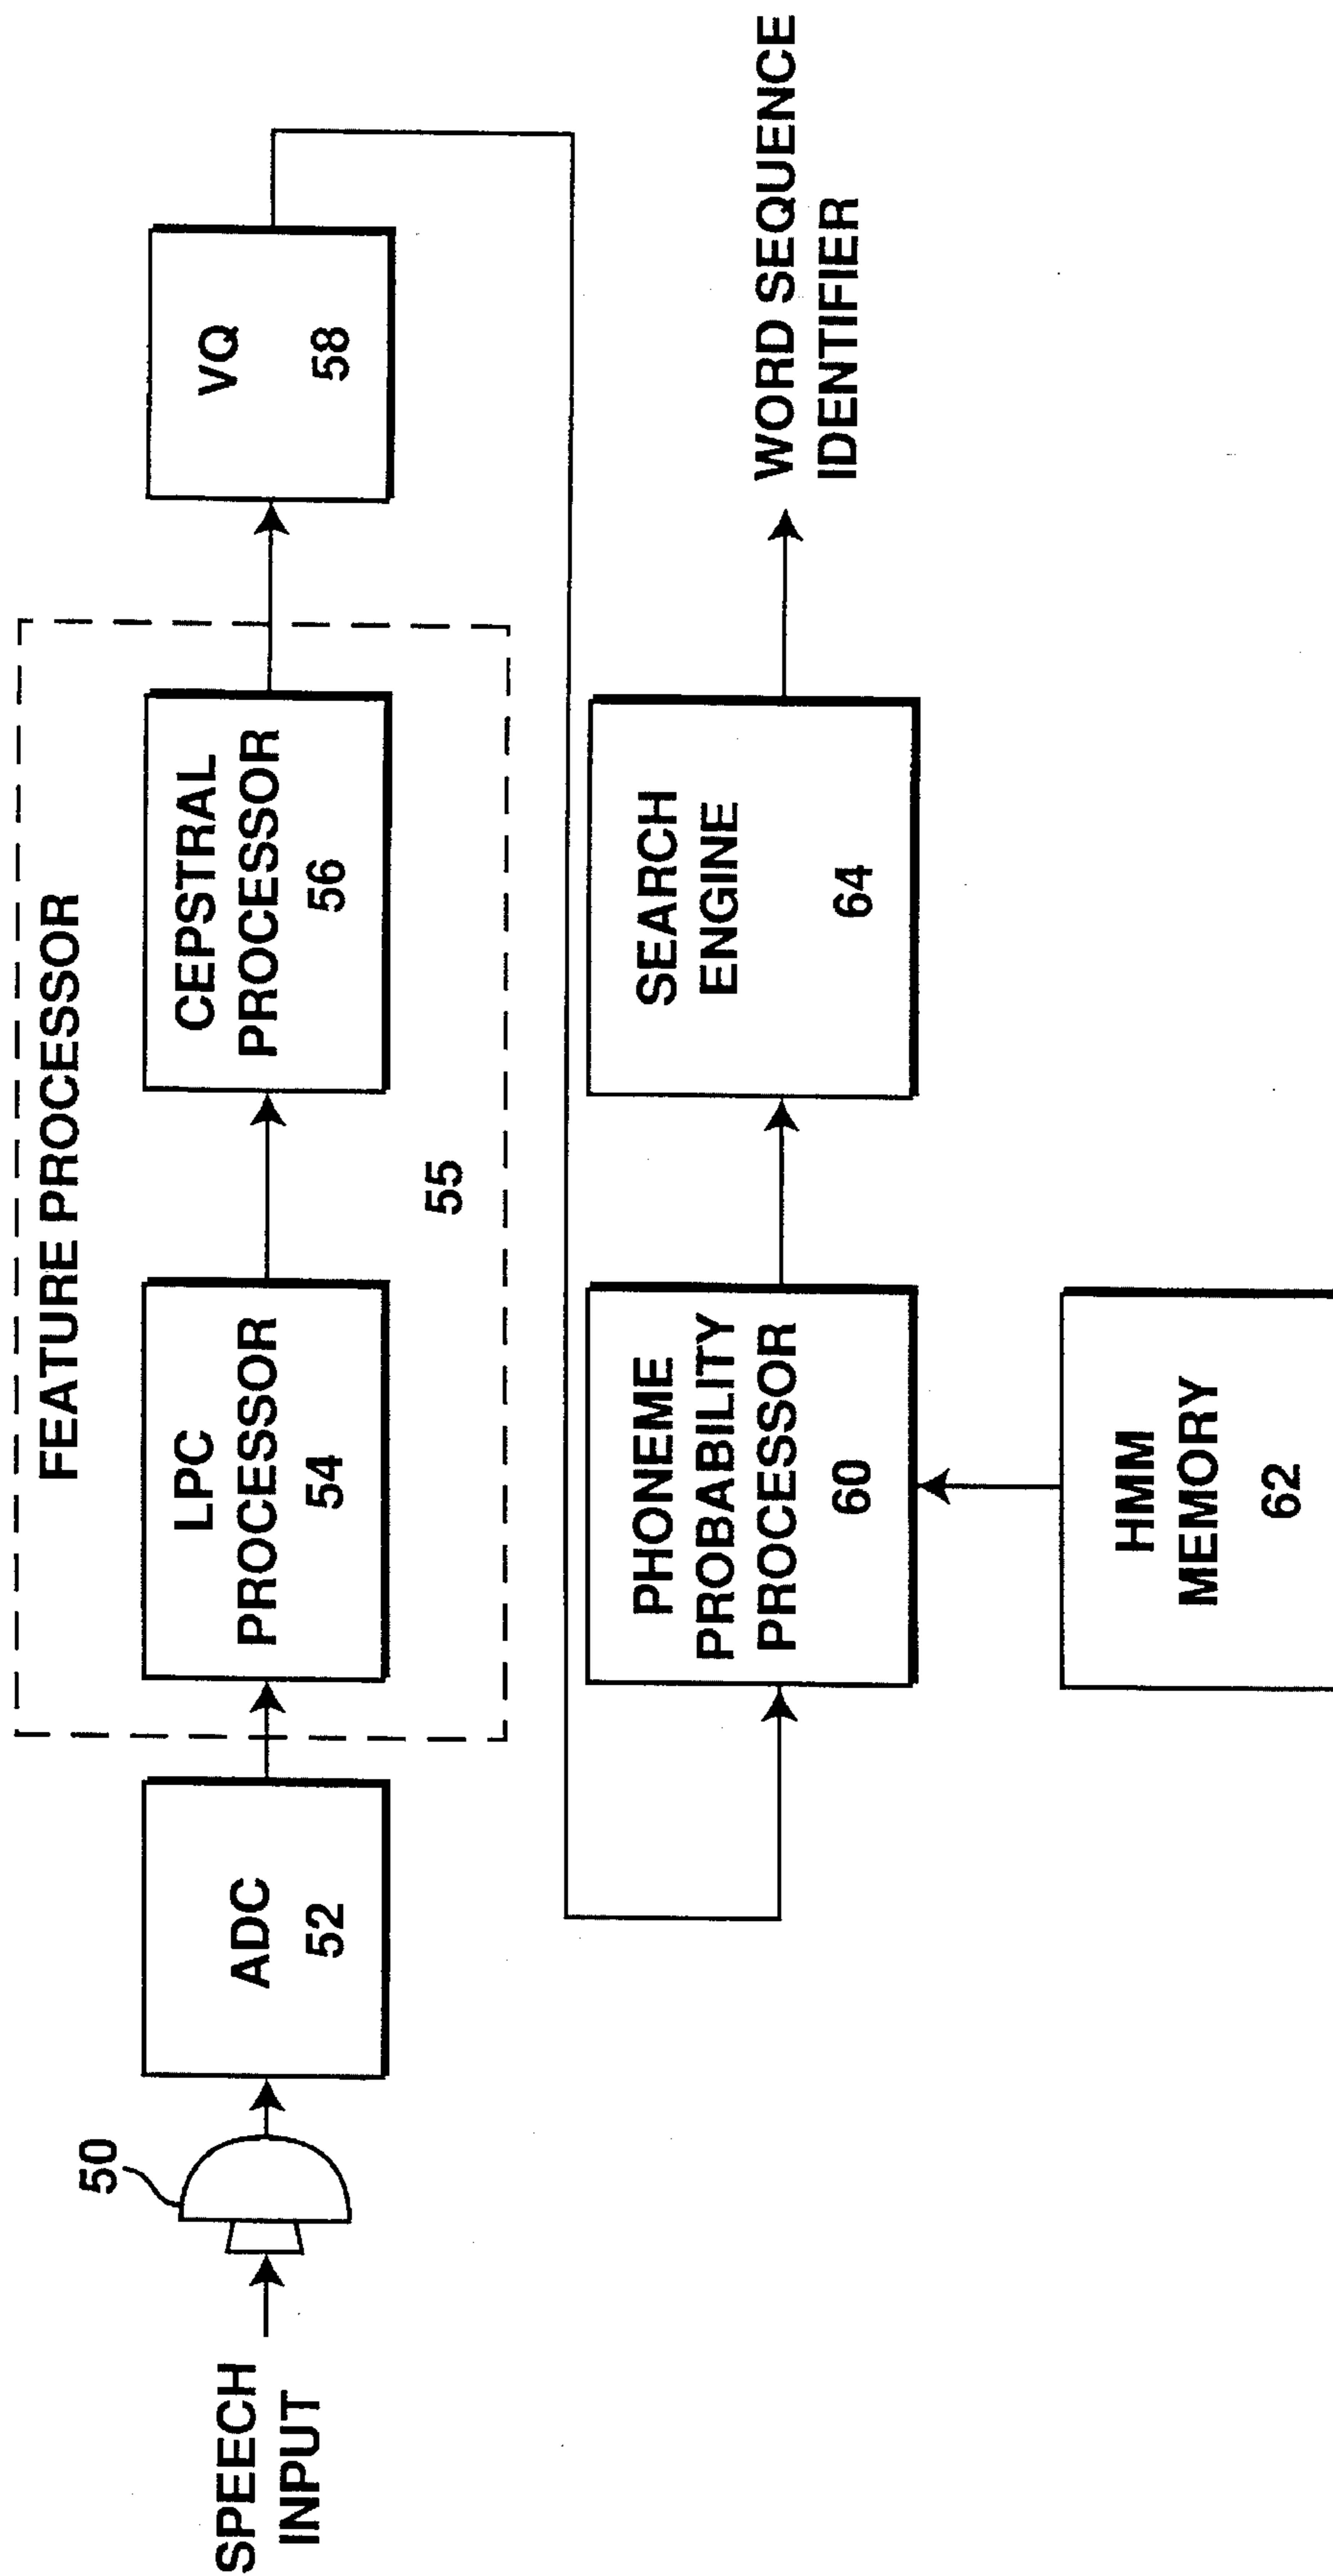 SPEECH
INPUT
50
ADC
52
FEATURE PROCESSOR
LPC
PROCESSOR
54
CEPSTRAL
PROCESSOR
56
55
VQ
58
PHONEME
PROBABILITY
PROCESSOR
60
HMM
MEMORY
62
SEARCH
ENGINE
64
WORD SEQUENCE
IDENTIFIER